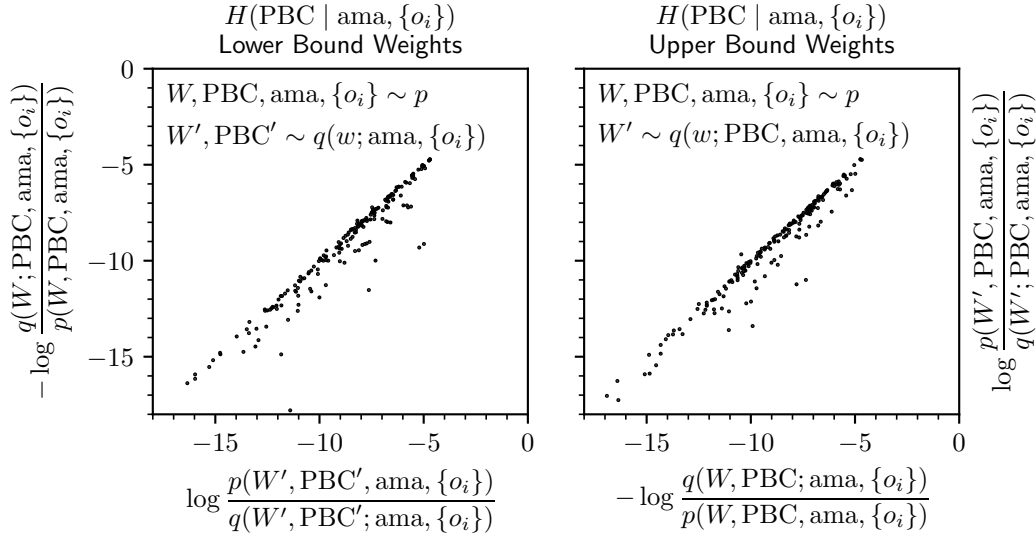 H(PBC | ama, {o_i})
Lower Bound Weights
W, PBC, ama, {o_i} ∼ p
W′, PBC′ ∼ q(w; ama, {o_i})
− log q(W; PBC, ama, {o_i}) / p(W, PBC, ama, {o_i})
0
−5
−10
−15
−15 −10 −5 0
log p(W′, PBC′, ama, {o_i}) / q(W′, PBC′; ama, {o_i})
H(PBC | ama, {o_i})
Upper Bound Weights
W, PBC, ama, {o_i} ∼ p
W′ ∼ q(w; PBC, ama, {o_i})
−15 −10 −5 0
− log q(W, PBC; ama, {o_i}) / p(W, PBC, ama, {o_i})
log p(W′, PBC, ama, {o_i}) / q(W′; PBC, ama, {o_i})